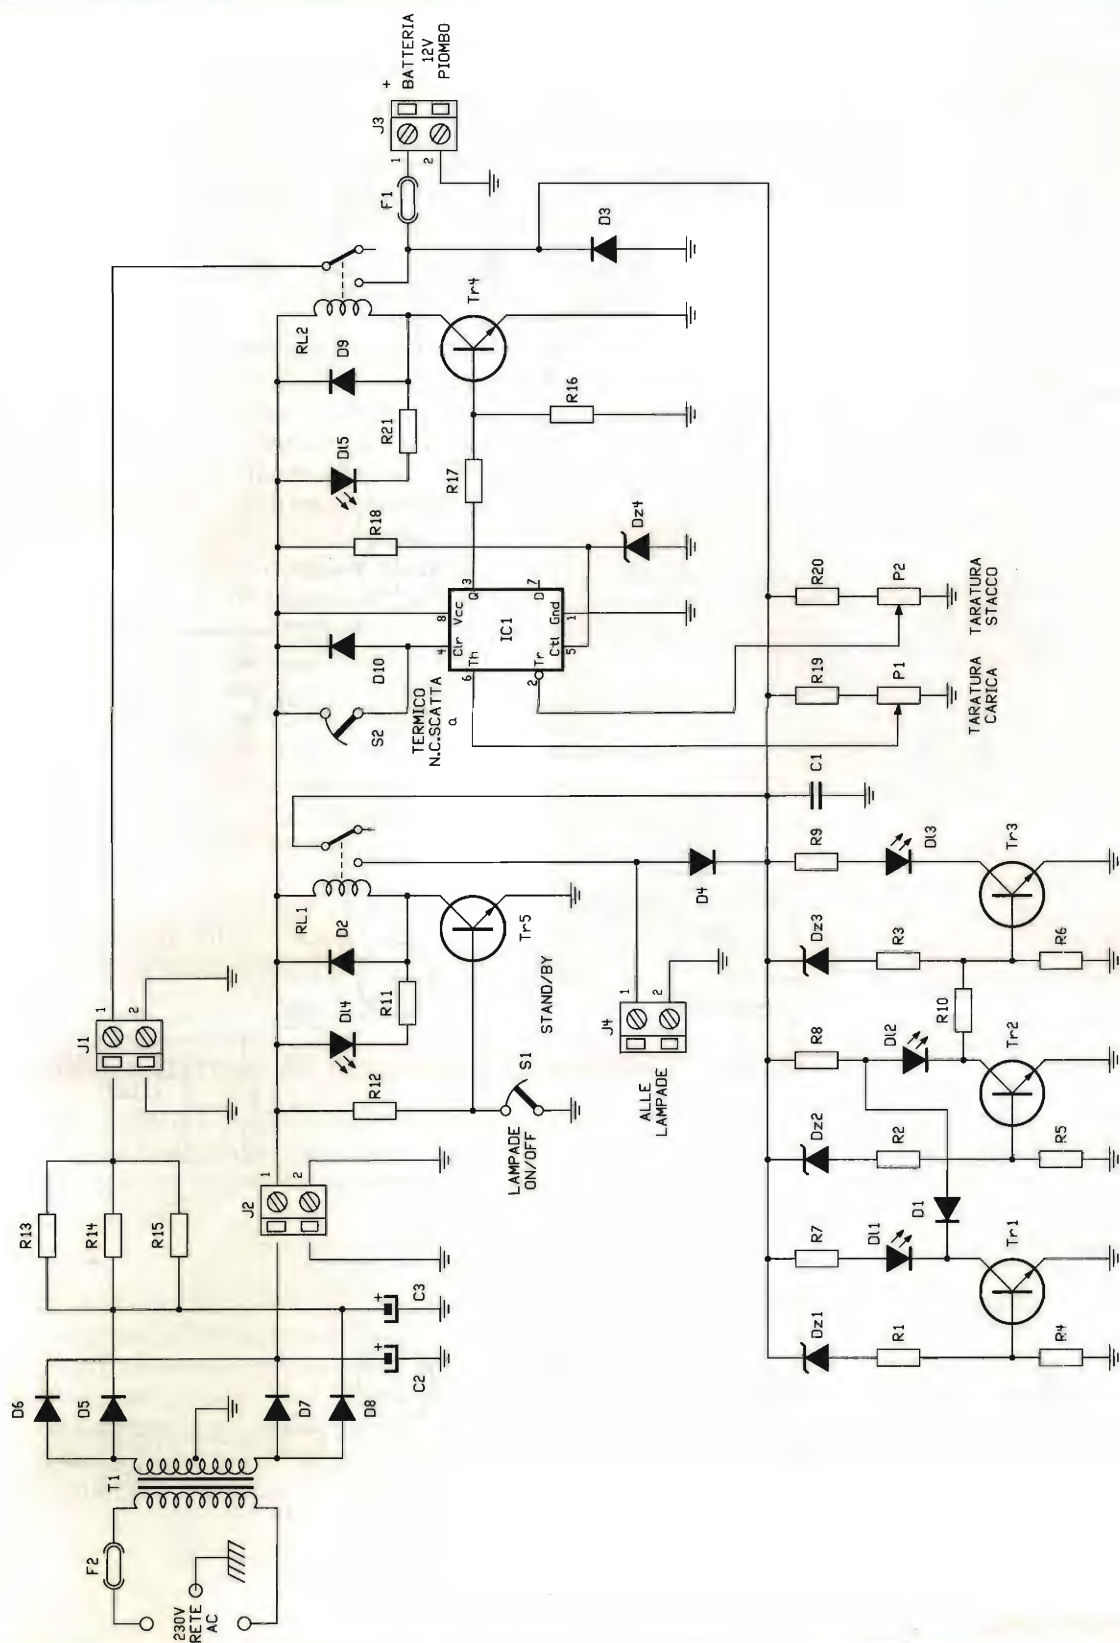 230V
RETE
AC
F2
T1
D6
D5
D7
D8
C2
C3
+
+
R13
R14
R15
J1
1
2
J2
1
2
LAMPADE
ON/OFF
S1
STAND/BY
R12
Dl4
R11
D2
RL1
Tr5
J4
1
2
ALLE
LAMPADE
D4
S2
TERMICO
N.C.SCATTA
a
D10
IC1
8
Vcc
4
Clr
6
Th
3
Q
7
D
2
Tr
5
Ctl
1
Gnd
R18
Dz4
Dl5
R21
D9
RL2
R17
R16
Tr4
D3
F1
J3
1
2
+
BATTERIA
12V
PIOMBO
Dz1
R1
R4
R7
Dl1
D1
Tr1
Dz2
R2
R5
R8
Dl2
Tr2
R10
Dz3
R3
R6
R9
Dl3
Tr3
C1
R19
P1
TARATURA
CARICA
R20
P2
TARATURA
STACCO